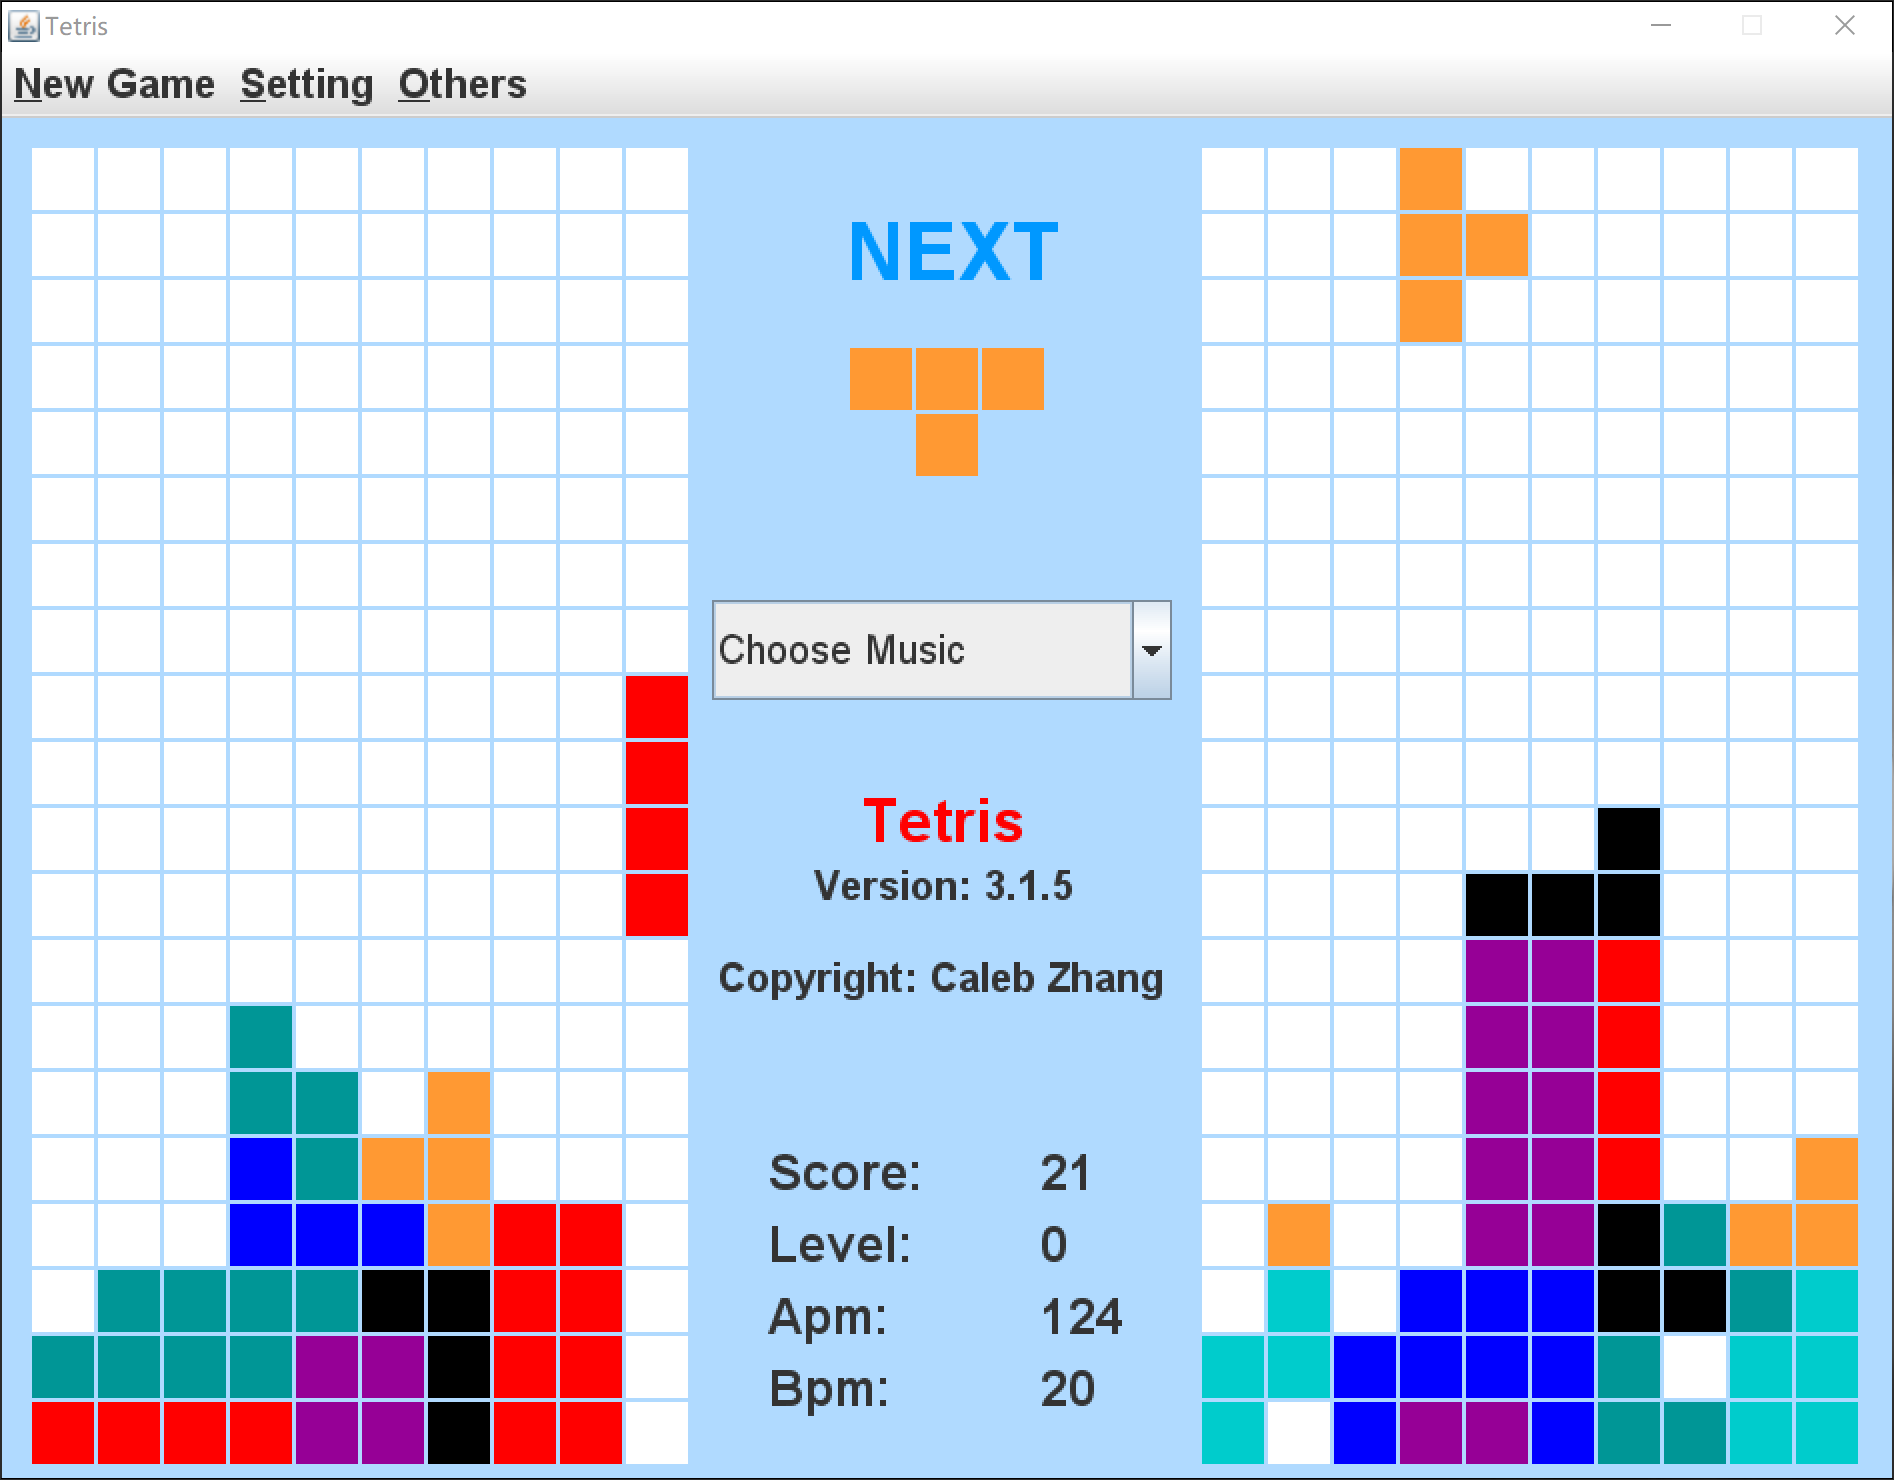 Tetris
New Game Setting Others
NEXT
Choose Music
Tetris
Version: 3.1.5
Copyright: Caleb Zhang
Score: 21
Level: 0
Apm: 124
Bpm: 20